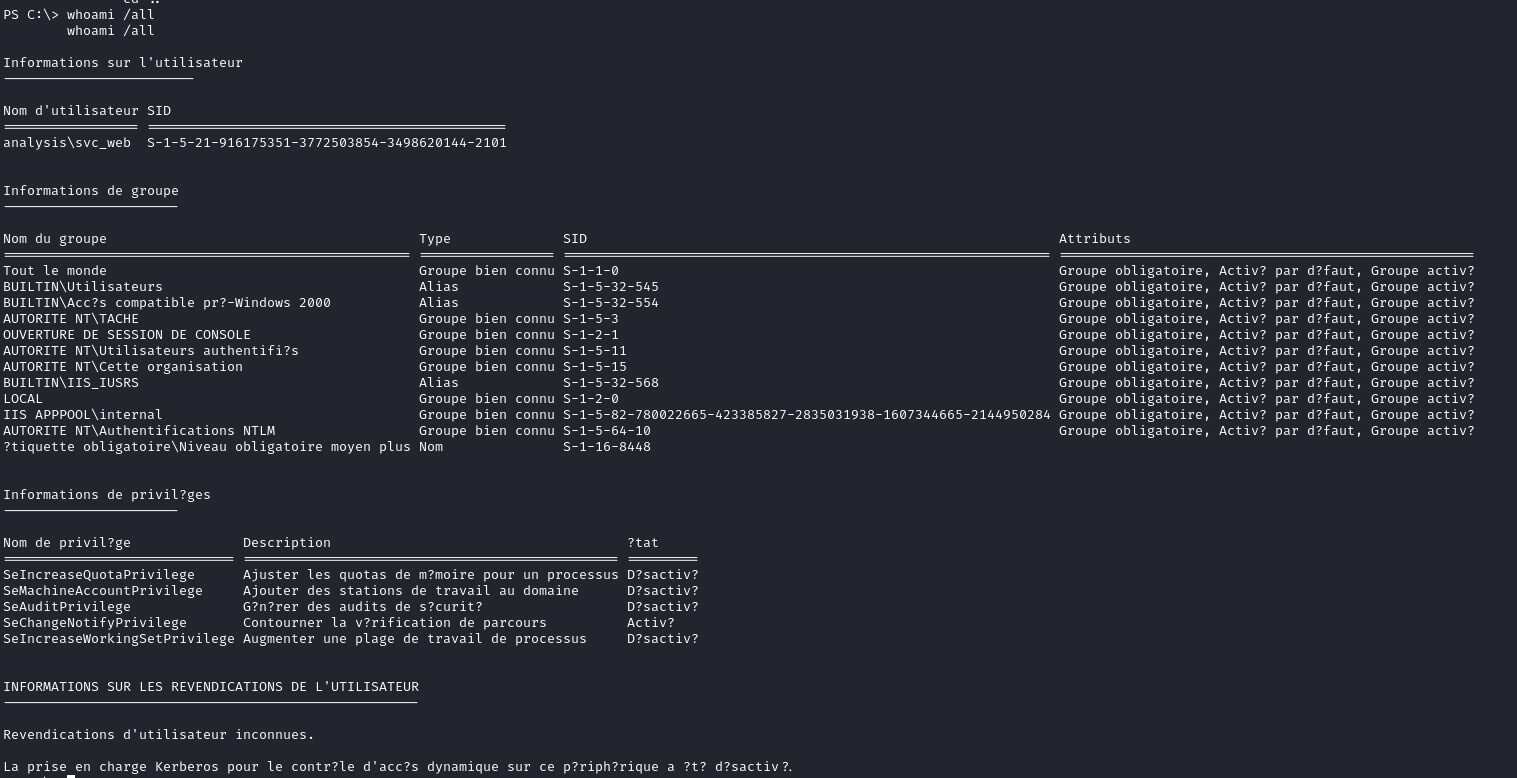 cd ..
PS C:\> whoami /all
whoami /all
Informations sur l'utilisateur
Nom d'utilisateur SID
analysis\svc_web S-1-5-21-916175351-3772503854-3498620144-2101
Informations de groupe
Nom du groupe Type SID Attributs
Tout le monde Groupe bien connu S-1-1-0 Groupe obligatoire, Activ? par d?faut, Groupe activ?
BUILTIN\Utilisateurs Alias S-1-5-32-545 Groupe obligatoire, Activ? par d?faut, Groupe activ?
BUILTIN\Acc?s compatible pr?-Windows 2000 Alias S-1-5-32-554 Groupe obligatoire, Activ? par d?faut, Groupe activ?
AUTORITE NT\TACHE Groupe bien connu S-1-5-3 Groupe obligatoire, Activ? par d?faut, Groupe activ?
OUVERTURE DE SESSION DE CONSOLE Groupe bien connu S-1-2-1 Groupe obligatoire, Activ? par d?faut, Groupe activ?
AUTORITE NT\Utilisateurs authentifi?s Groupe bien connu S-1-5-11 Groupe obligatoire, Activ? par d?faut, Groupe activ?
AUTORITE NT\Cette organisation Groupe bien connu S-1-5-15 Groupe obligatoire, Activ? par d?faut, Groupe activ?
BUILTIN\IIS_IUSRS Alias S-1-5-32-568 Groupe obligatoire, Activ? par d?faut, Groupe activ?
LOCAL Groupe bien connu S-1-2-0 Groupe obligatoire, Activ? par d?faut, Groupe activ?
IIS APPPOOL\internal Groupe bien connu S-1-5-82-780022665-423385827-2835031938-1607344665-2144950284 Groupe obligatoire, Activ? par d?faut, Groupe activ?
AUTORITE NT\Authentifications NTLM Groupe bien connu S-1-5-64-10 Groupe obligatoire, Activ? par d?faut, Groupe activ?
?tiquette obligatoire\Niveau obligatoire moyen plus Nom S-1-16-8448
Informations de privil?ges
Nom de privil?ge Description ?tat
SeIncreaseQuotaPrivilege Ajuster les quotas de m?moire pour un processus D?sactiv?
SeMachineAccountPrivilege Ajouter des stations de travail au domaine D?sactiv?
SeAuditPrivilege G?n?rer des audits de s?curit? D?sactiv?
SeChangeNotifyPrivilege Contourner la v?rification de parcours Activ?
SeIncreaseWorkingSetPrivilege Augmenter une plage de travail de processus D?sactiv?
INFORMATIONS SUR LES REVENDICATIONS DE L'UTILISATEUR
Revendications d'utilisateur inconnues.
La prise en charge Kerberos pour le contr?le d'acc?s dynamique sur ce p?riph?rique a ?t? d?sactiv?.